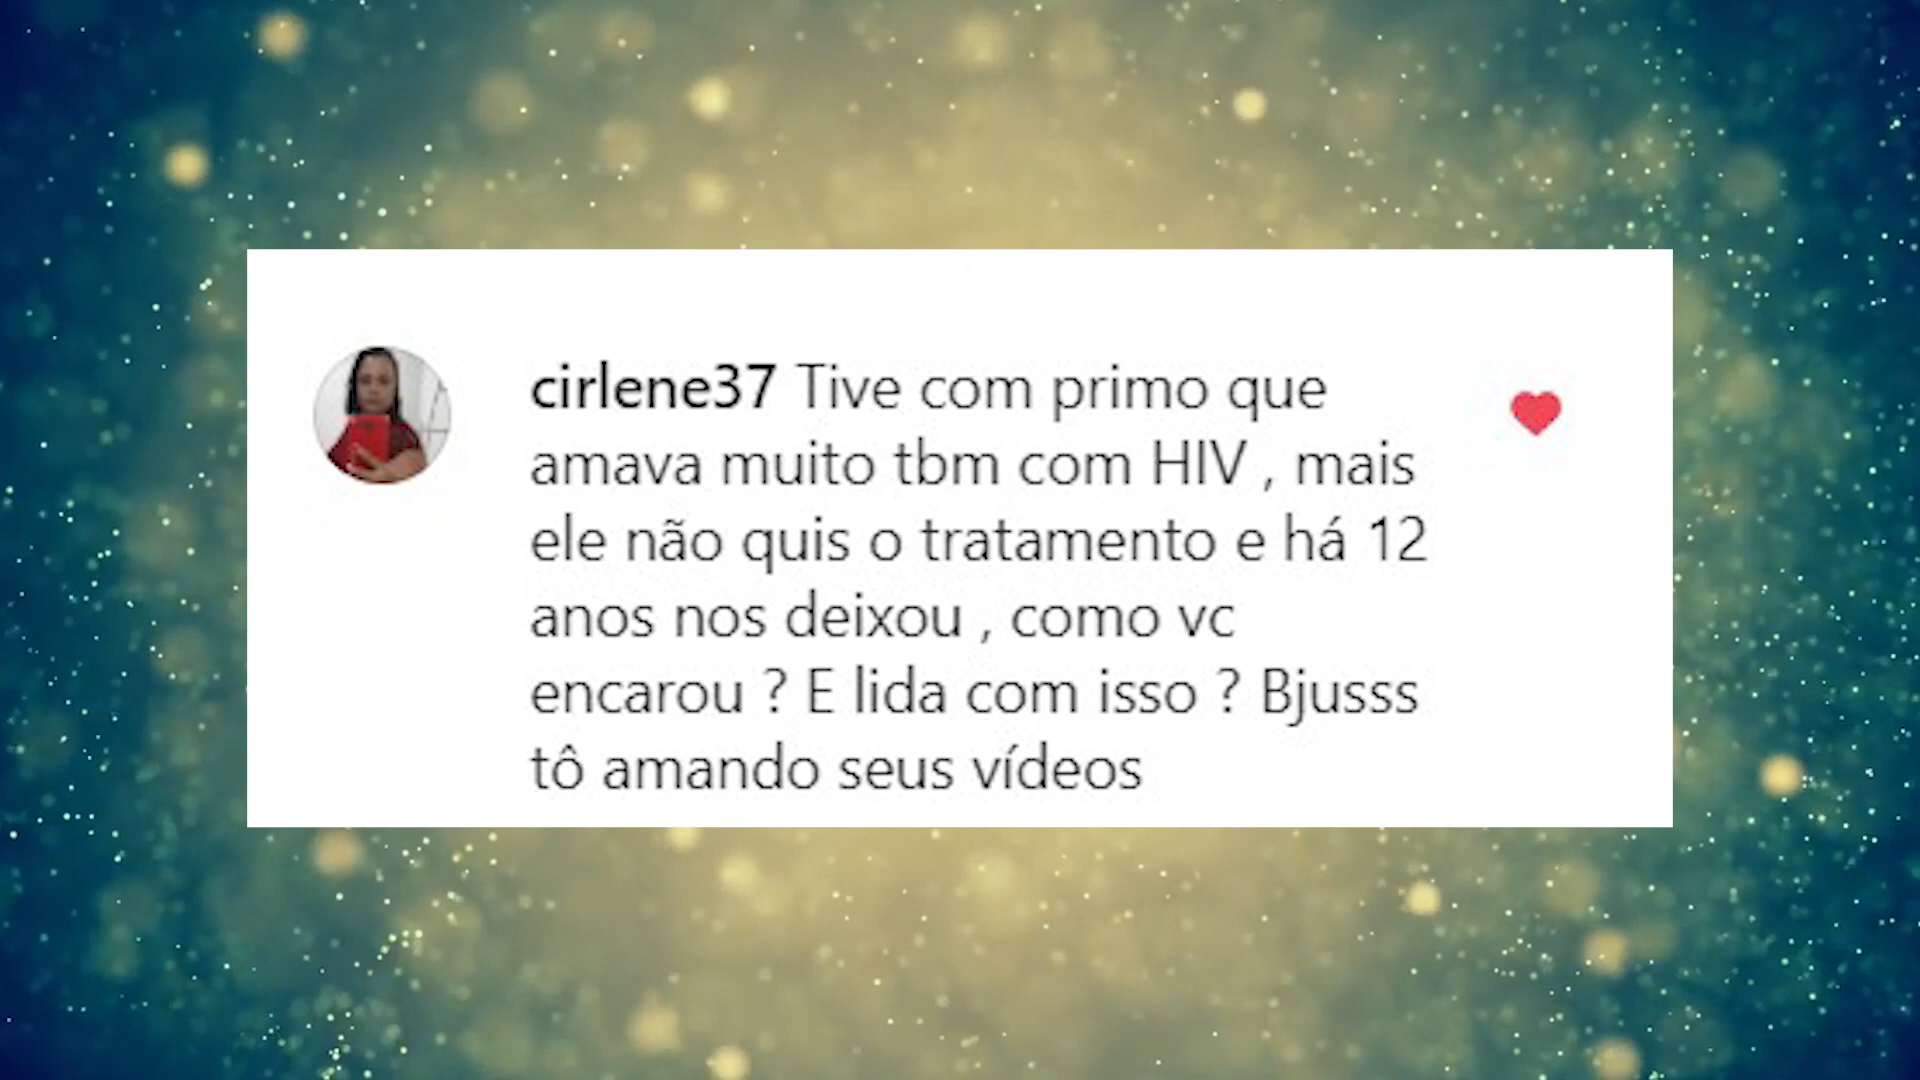 cirlene37 Tive com primo que
amava muito tbm com HIV , mais
ele não quis o tratamento e há 12
anos nos deixou , como vc
encarou ? E lida com isso ? Bjusss
tô amando seus vídeos